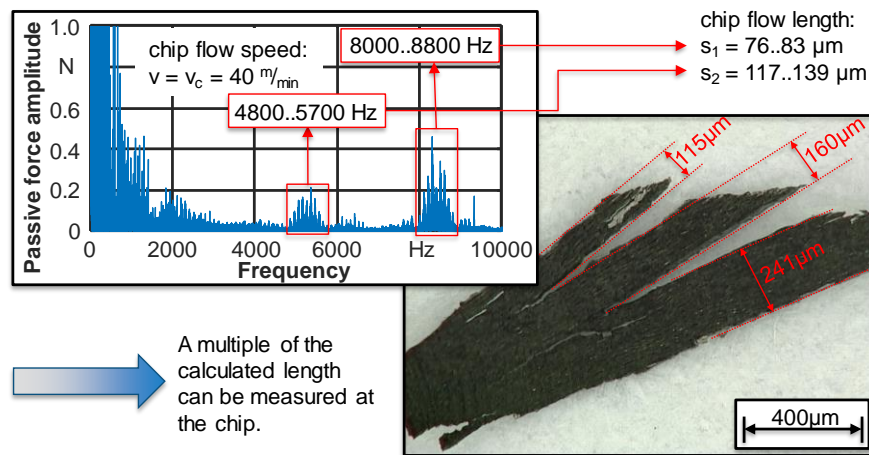 1.0
N
0.6
0.4
0.2
0
Passive force amplitude
0 2000 4000 6000 Hz 10000
Frequency
chip flow speed:
v = v_c = 40 m/min
8000..8800 Hz
4800..5700 Hz
chip flow length:
s₁ = 76..83 µm
s₂ = 117..139 µm
115µm
160µm
241µm
400µm
A multiple of the
calculated length
can be measured at
the chip.